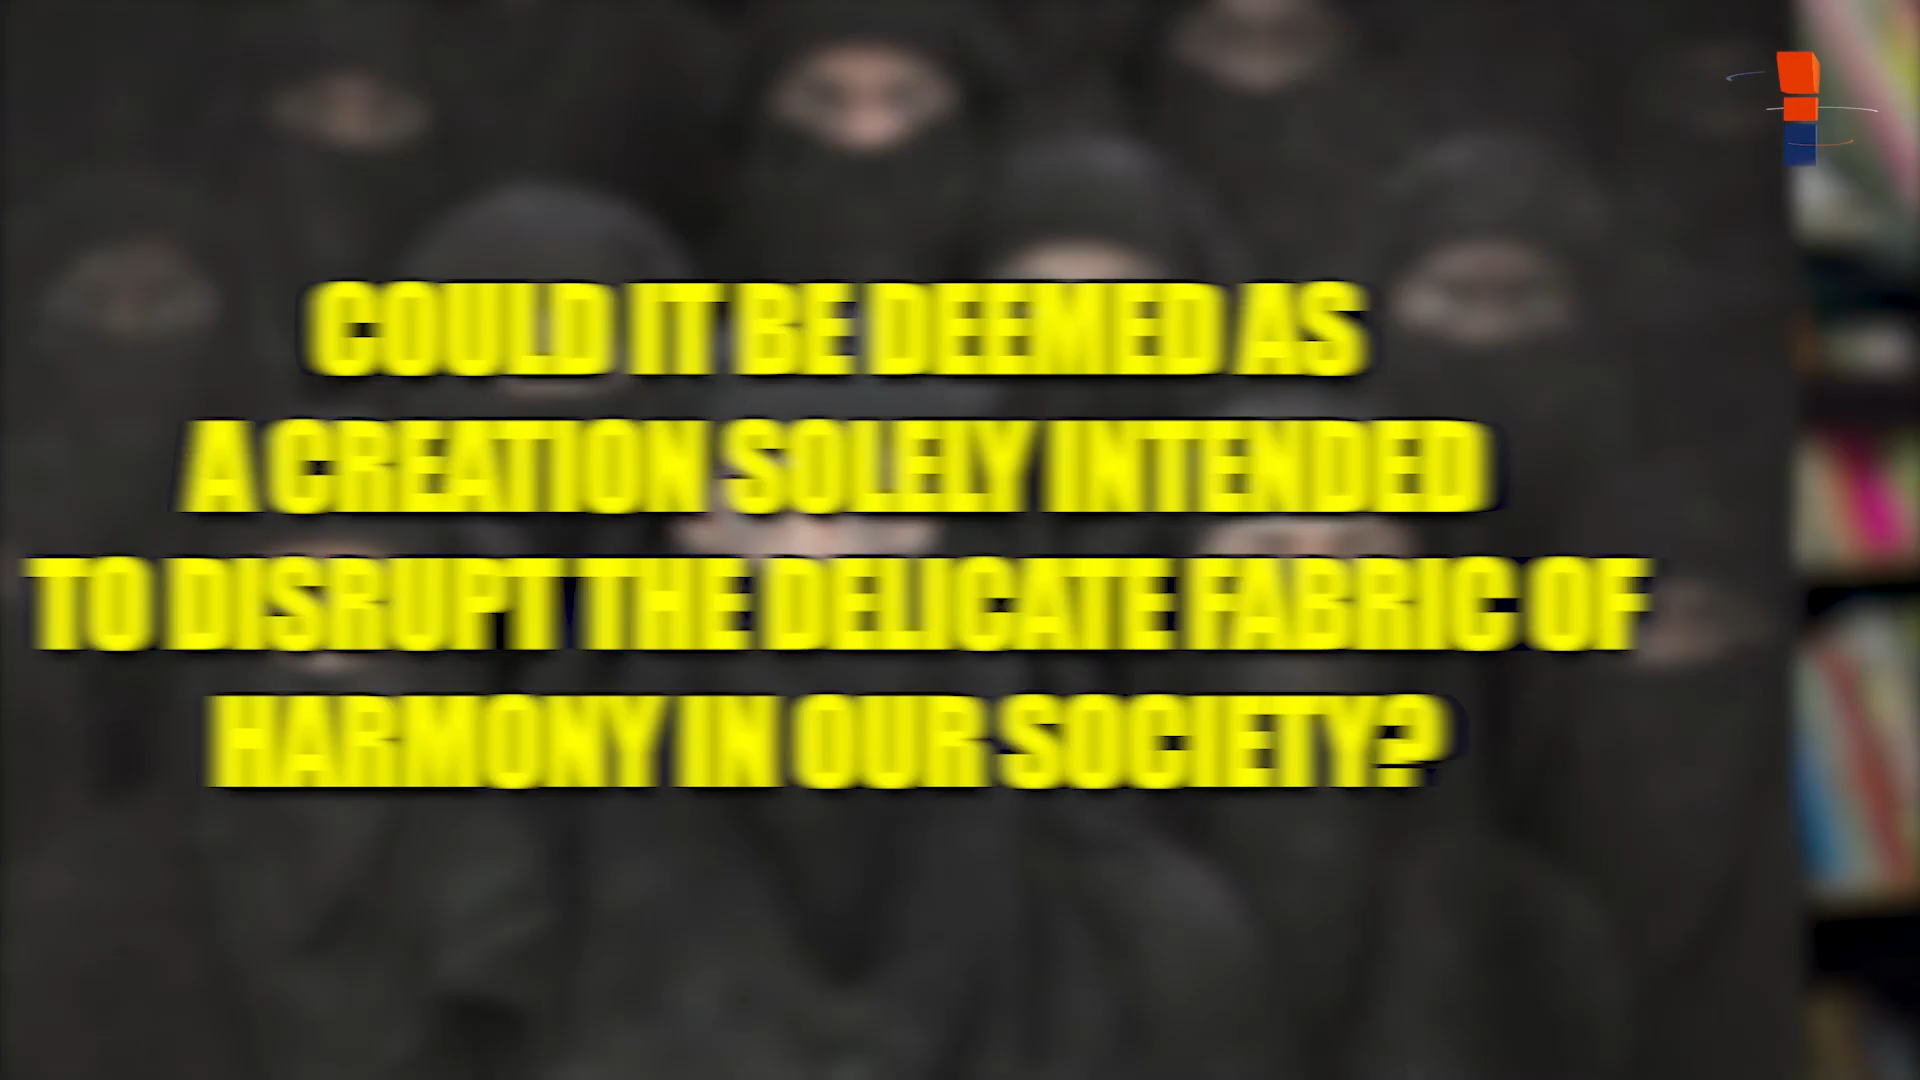 COULD IT BE DEEMED AS
A CREATION SOLELY INTENDED
TO DISRUPT THE DELICATE FABRIC OF
HARMONY IN OUR SOCIETY?